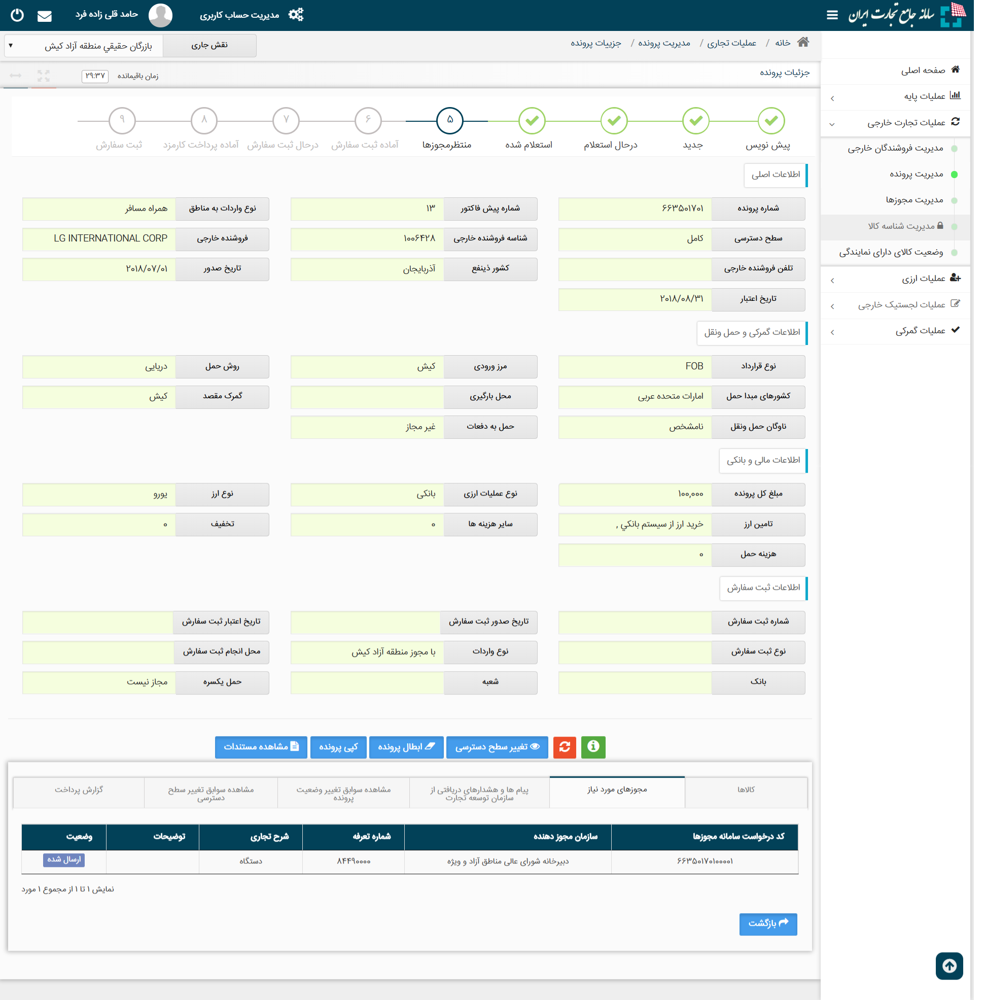 سامانه جامع تجارت ایران
مدیریت حساب کاربری
حامد قلی زاده فرد
خانه / عملیات تجاری / مدیریت پرونده / جزییات پرونده
نقش جاری
بازرگان حقيقي منطقه آزاد کیش
جزئیات پرونده
زمان باقیمانده ۲۹:۳۷
صفحه اصلی
عملیات پایه
عملیات تجارت خارجی
مدیریت فروشندگان خارجی
مدیریت پرونده
مدیریت مجوزها
مدیریت شناسه کالا
وضعیت کالای دارای نمایندگی
عملیات ارزی
عملیات لجستیک خارجی
عملیات گمرکی
۵ ۶ ۷ ۸ ۹
پیش نویس جدید درحال استعلام استعلام شده منتظرمجوزها آماده ثبت سفارش درحال ثبت سفارش آماده پرداخت کارمزد ثبت سفارش
اطلاعات اصلی
شماره پرونده ۶۶۳۵۰۱۷۰۱ شماره پیش فاکتور ۱۳ نوع واردات به مناطق همراه مسافر
سطح دسترسی کامل شناسه فروشنده خارجی ۱۰۰۶۴۲۸ فروشنده خارجی LG INTERNATIONAL CORP
تلفن فروشنده خارجی کشور ذینفع آذربایجان تاریخ صدور ۲۰۱۸/۰۷/۰۱
تاریخ اعتبار ۲۰۱۸/۰۸/۳۱
اطلاعات گمرکی و حمل ونقل
نوع قرارداد FOB مرز ورودی کیش روش حمل دریایی
کشورهای مبدا حمل امارات متحده عربی محل بارگیری گمرک مقصد کیش
ناوگان حمل ونقل نامشخص حمل به دفعات غیر مجاز
اطلاعات مالی و بانکی
مبلغ کل پرونده ۱۰۰,۰۰۰ نوع عملیات ارزی بانکی نوع ارز یورو
تامین ارز خرید ارز از سیستم بانکي , سایر هزینه ها ۰ تخفیف ۰
هزینه حمل ۰
اطلاعات ثبت سفارش
شماره ثبت سفارش تاریخ صدور ثبت سفارش تاریخ اعتبار ثبت سفارش
نوع ثبت سفارش نوع واردات با مجوز منطقه آزاد کیش محل انجام ثبت سفارش
بانک شعبه حمل یکسره مجاز نیست
تغییر سطح دسترسی ابطال پرونده کپی پرونده مشاهده مستندات
کالاها
مجوزهای مورد نیاز
پیام ها و هشدارهای دریافتی از
سازمان توسعه تجارت
مشاهده سوابق تغییر وضعیت
پرونده
مشاهده سوابق تغییر سطح
دسترسی
گزارش پرداخت
کد درخواست سامانه مجوزها سازمان مجوز دهنده شماره تعرفه شرح تجاری توضیحات وضعیت
۶۶۳۵۰۱۷۰۱۰۰۰۰۱ دبیرخانه شورای عالی مناطق آزاد و ویژه ۸۴۴۹۰۰۰۰ دستگاه ارسال شده
نمایش ۱ تا ۱ از مجموع ۱ مورد
بازگشت